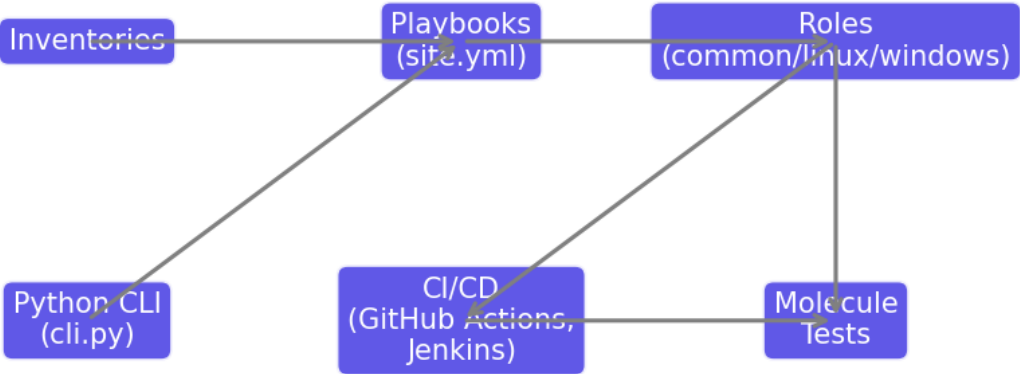 Inventories
Playbooks
(site.yml)
Roles
(common/linux/windows)
Python CLI
(cli.py)
CI/CD
(GitHub Actions,
Jenkins)
Molecule
Tests